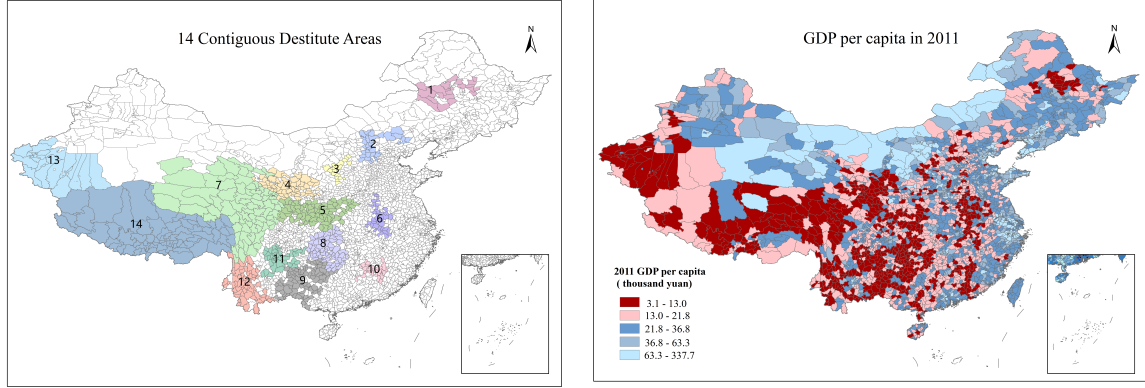 14 Contiguous Destitute Areas
N
1
2
3
4
5
6
7
8
9
10
11
12
13
14
GDP per capita in 2011
N
2011 GDP per capita
( thousand yuan)
3.1 - 13.0
13.0 - 21.8
21.8 - 36.8
36.8 - 63.3
63.3 - 337.7